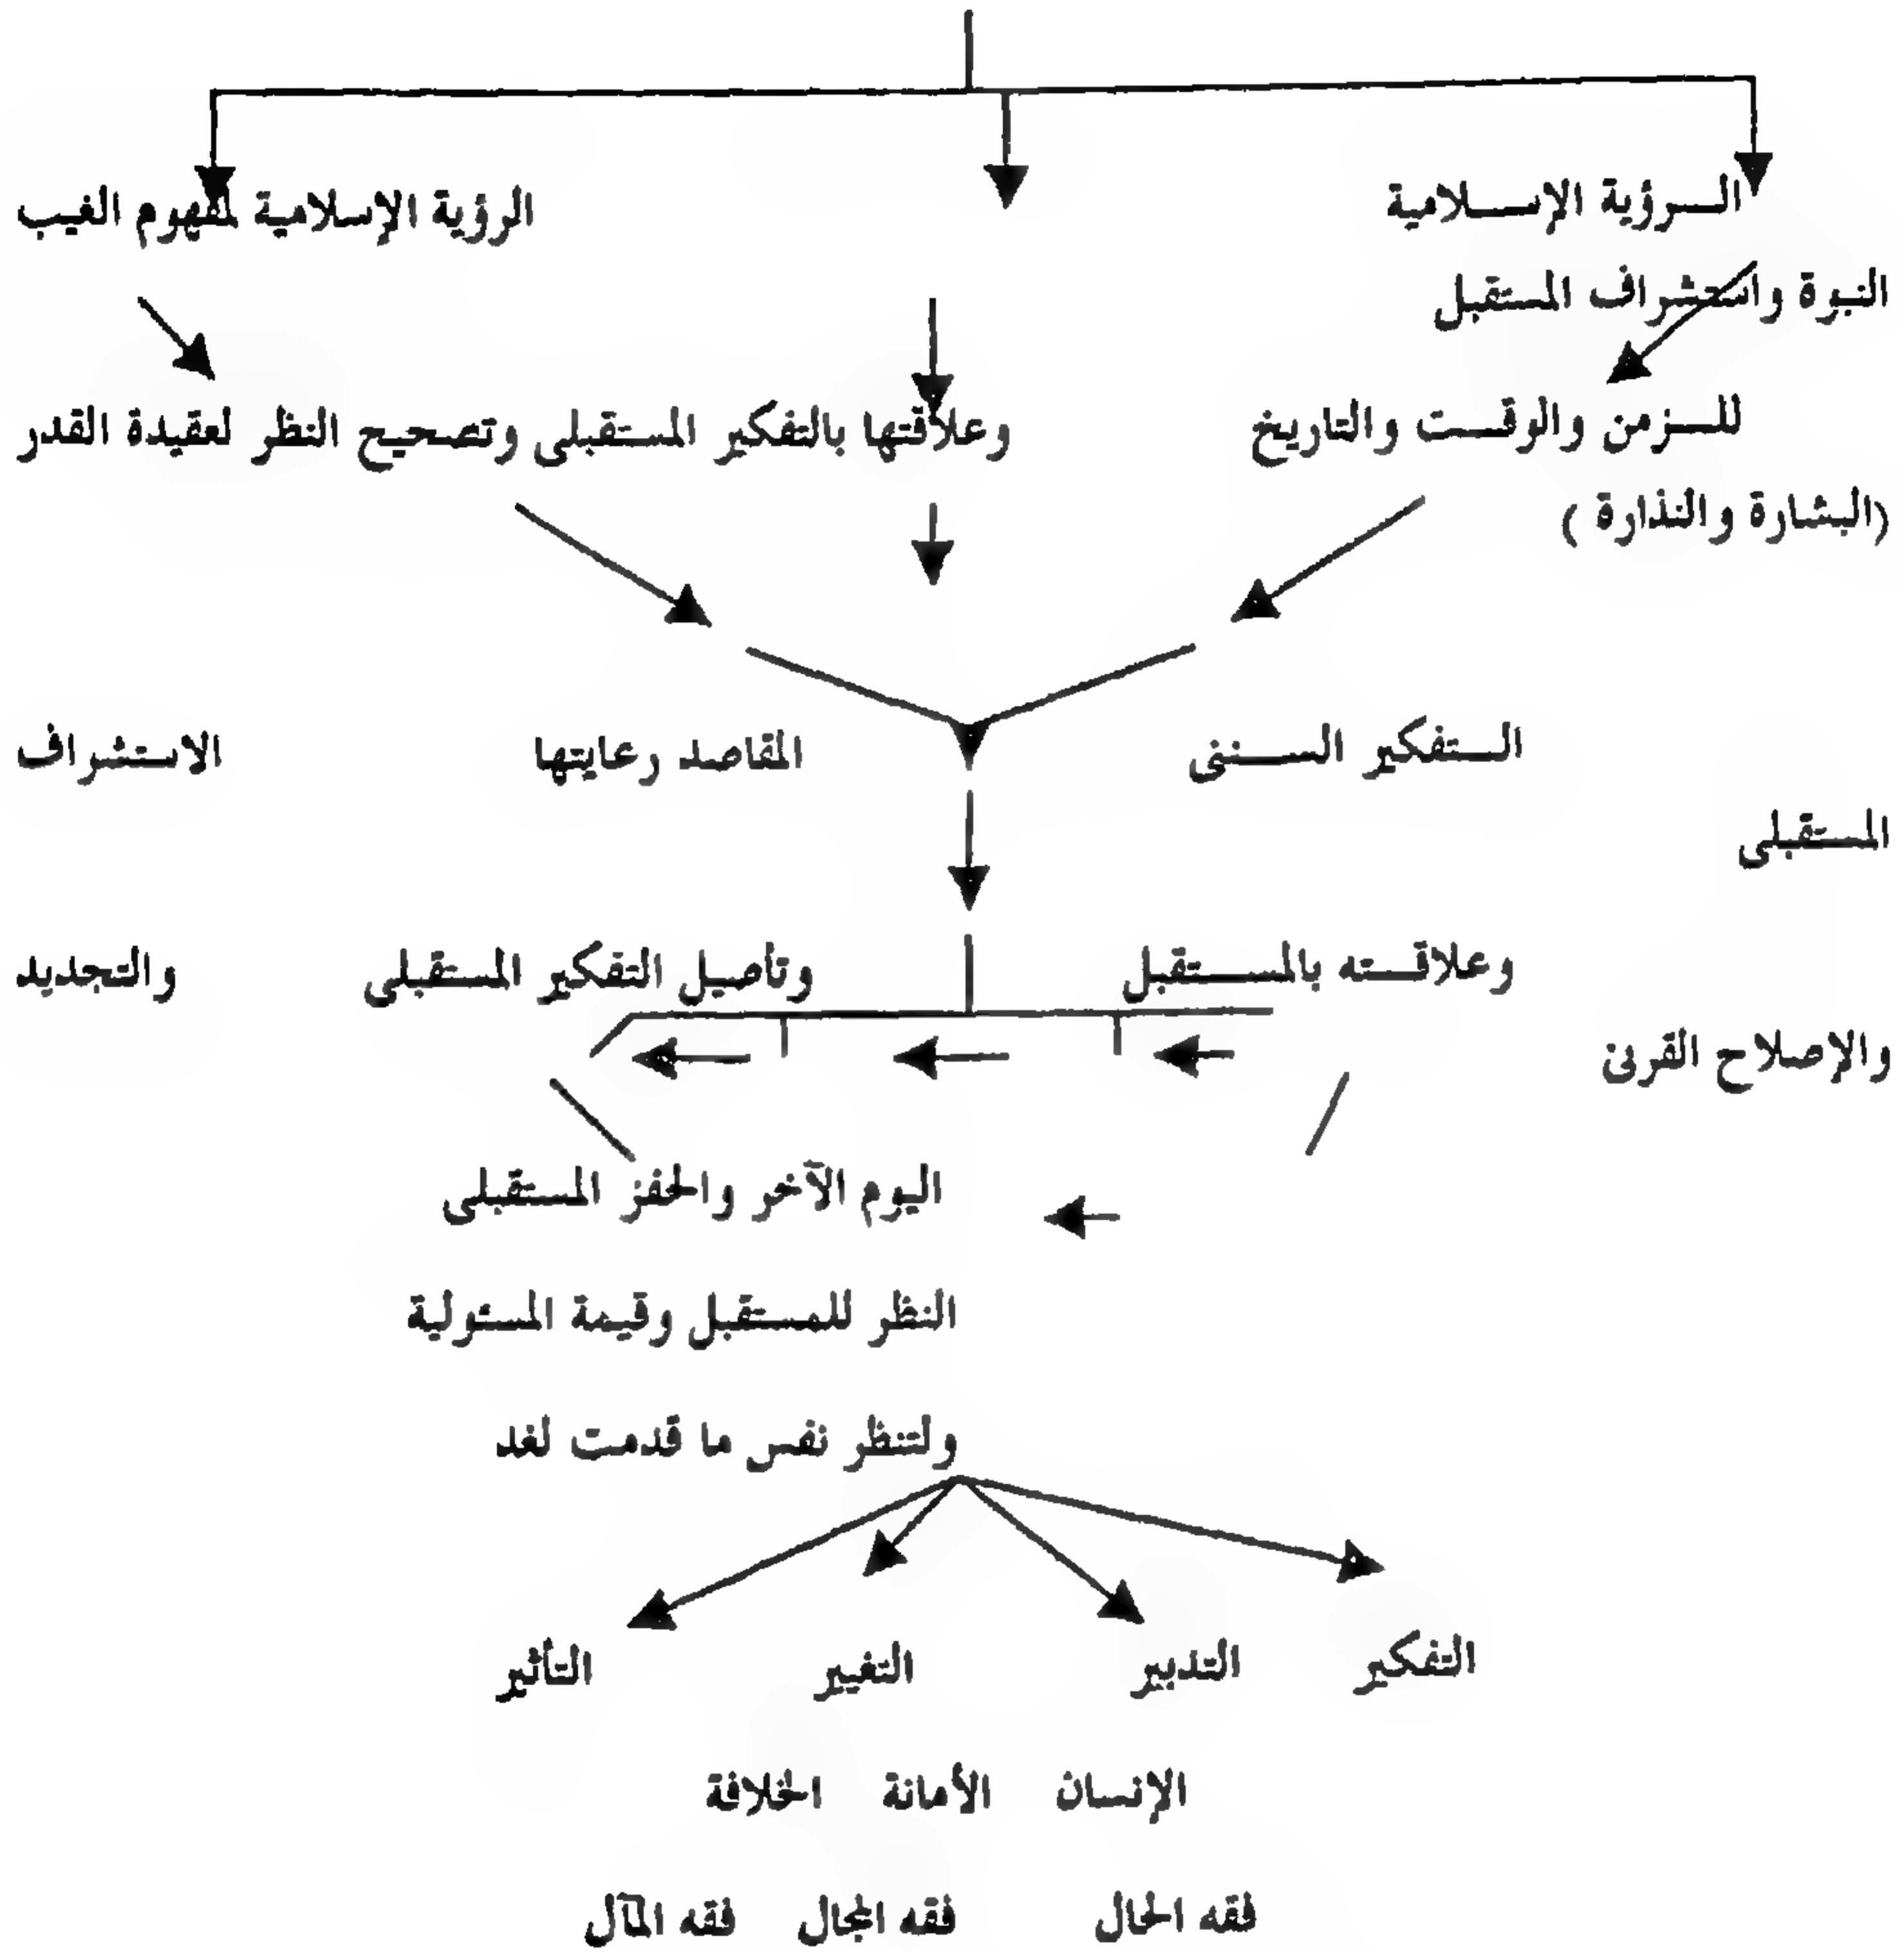 الرؤية الإسلامية الرؤية الإسلامية لمفهوم الغيب
النبوة واستشراف المستقبل
للزمن والوقت والتاريخ وعلاقتها بالتفكير المستقبلى وتصحيح النظر لعقيدة القدر
(البشارة والنذارة )
التفكير السننى المقاصد رعايتها الاستشراف
المستقبلى
وعلاقته بالمستقبل وتأصيل التفكير المستقبلى والتجديد
والإصلاح القرنى
اليوم الآخر والحفز المستقبلى
النظر للمستقبل وقيمة المسئولية
ولتنظر نفس ما قدمت لغد
التفكير التدبير التغيير التأثير
الإنسان الأمانة الخلافة
فقه الحال فقه المجال فقه المآل